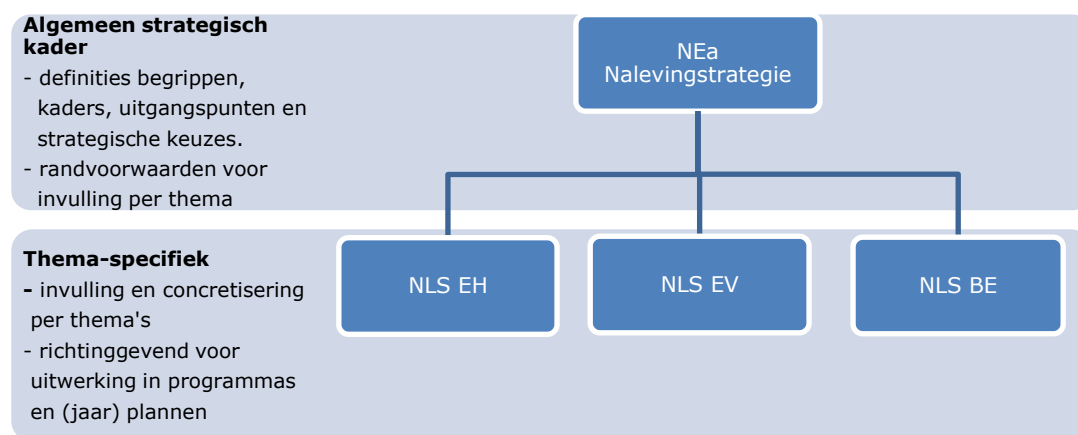 Algemeen strategisch
kader
- definities begrippen,
kaders, uitgangspunten en
strategische keuzes.
- randvoorwaarden voor
invulling per thema
NEa
Nalevingstrategie
Thema-specifiek
- invulling en concretisering
per thema's
- richtinggevend voor
uitwerking in programmas
en (jaar) plannen
NLS EH
NLS EV
NLS BE